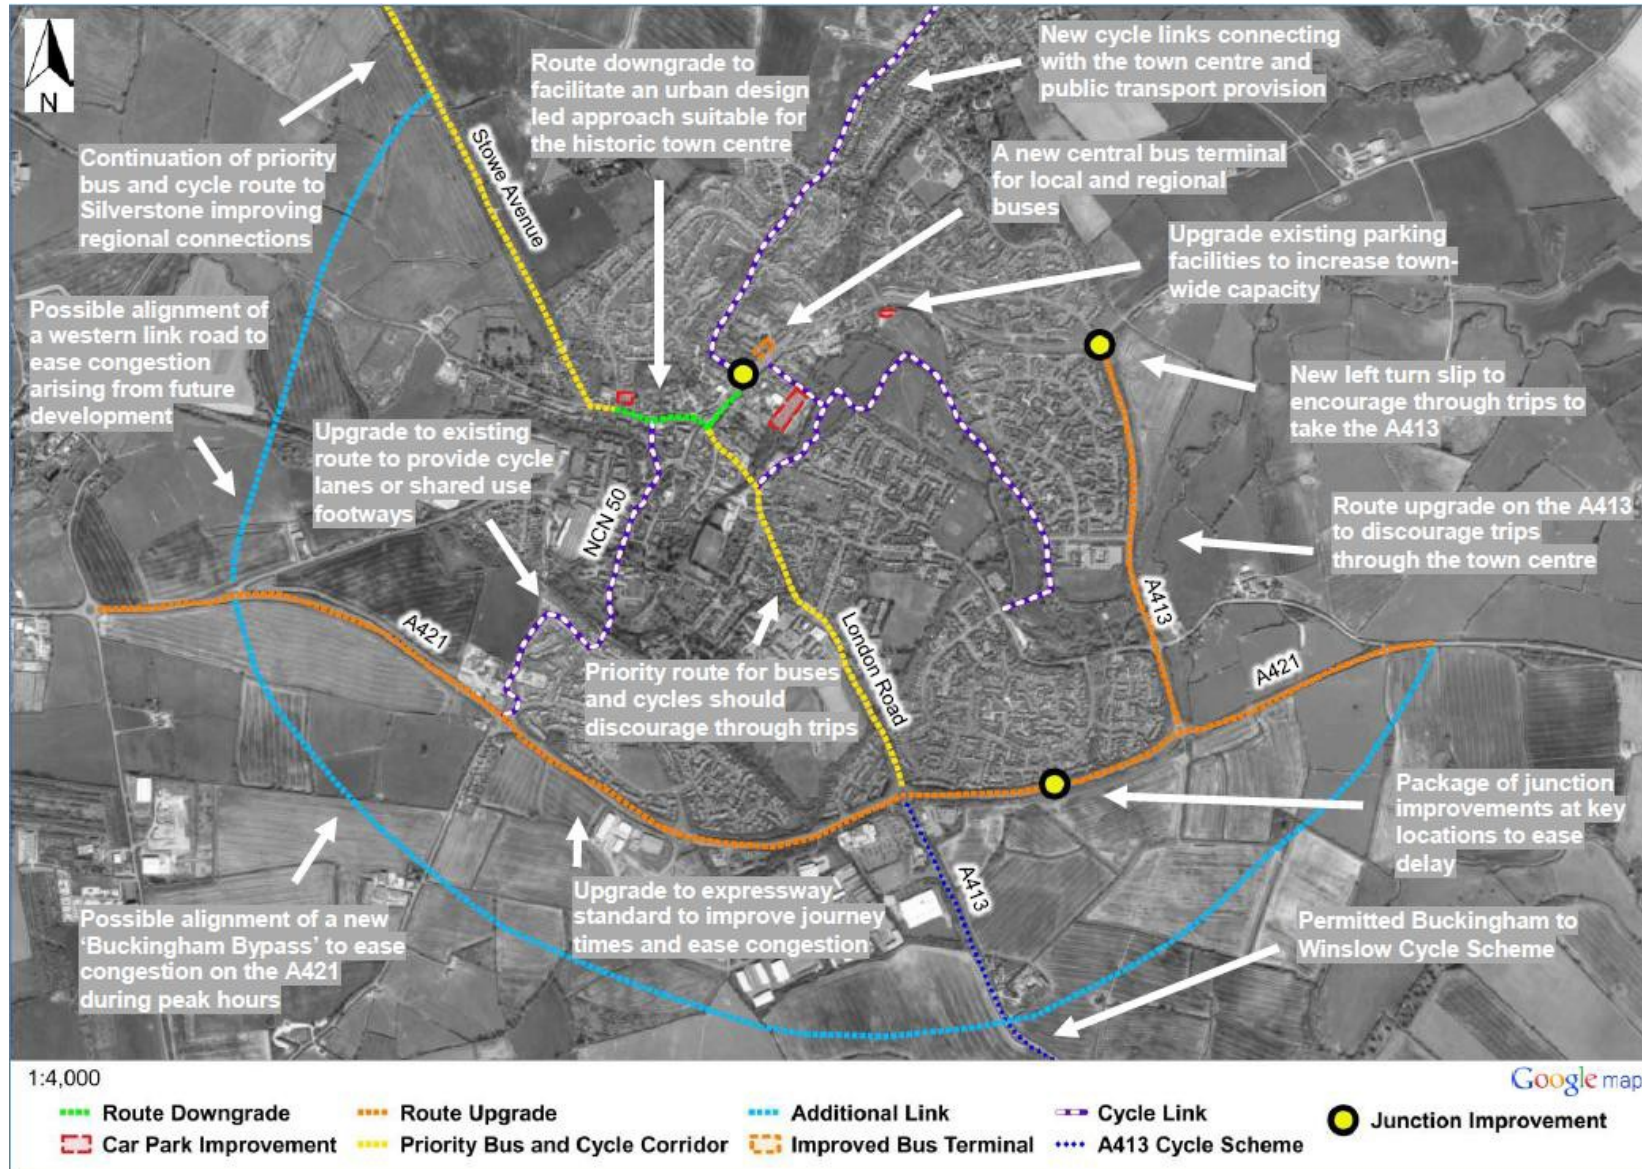 N
Route downgrade to
facilitate an urban design
led approach suitable for
the historic town centre
New cycle links connecting
with the town centre and
public transport provision
Continuation of priority
bus and cycle route to
Silverstone improving
regional connections
Stowe Avenue
A new central bus terminal
for local and regional
buses
Upgrade existing parking
facilities to increase town-
wide capacity
Possible alignment of
a western link road to
ease congestion
arising from future
development
New left turn slip to
encourage through trips to
take the A413
Upgrade to existing
route to provide cycle
lanes or shared use
footways
NCN 50
Route upgrade on the A413
to discourage trips
through the town centre
A421
A413
London Road
A421
Priority route for buses
and cycles should
discourage through trips
Package of junction
improvements at key
locations to ease
delay
A413
Upgrade to expressway
standard to improve journey
times and ease congestion
Possible alignment of a new
‘Buckingham Bypass’ to ease
congestion on the A421
during peak hours
Permitted Buckingham to
Winslow Cycle Scheme
1:4,000
Google map
Route Downgrade
Route Upgrade
Additional Link
Cycle Link
Junction Improvement
Car Park Improvement
Priority Bus and Cycle Corridor
Improved Bus Terminal
A413 Cycle Scheme